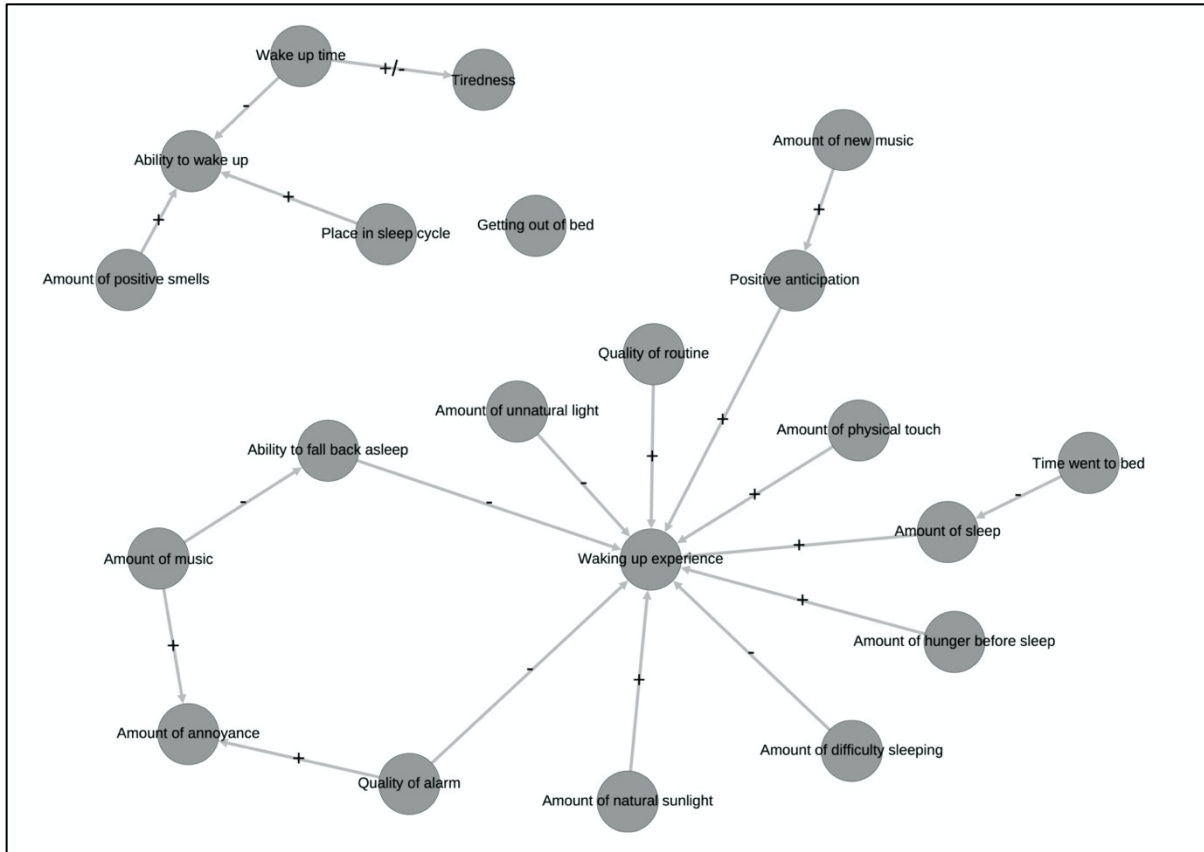 Wake up time
+/-
Tiredness
-
Ability to wake up
Amount of new music
+
+
+
Place in sleep cycle
Getting out of bed
Amount of positive smells
Positive anticipation
Quality of routine
Amount of unnatural light
+
Amount of physical touch
Ability to fall back asleep
+
Time went to bed
-
-
-
+
-
Amount of sleep
Amount of music
Waking up experience
+
+
Amount of hunger before sleep
+
-
-
+
Amount of annoyance
+
Amount of difficulty sleeping
Quality of alarm
Amount of natural sunlight